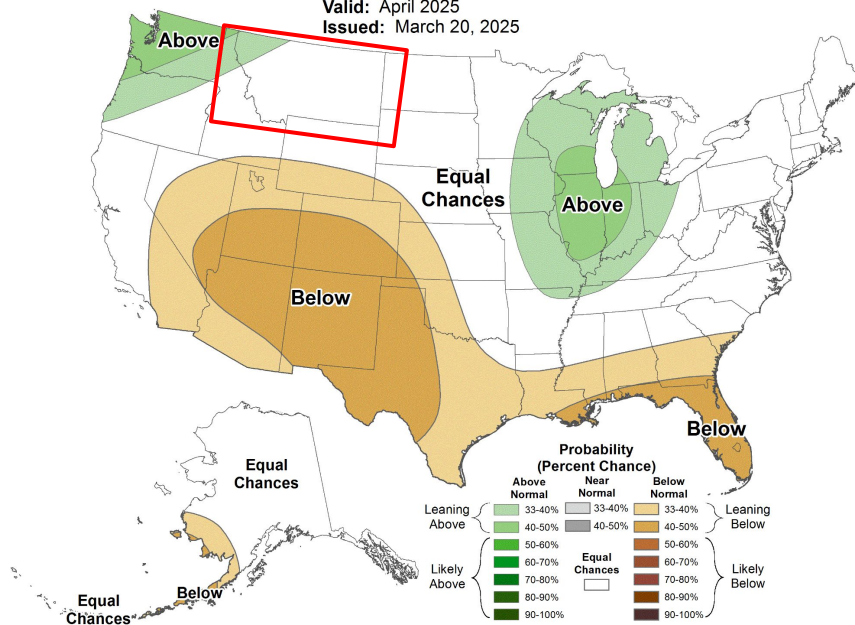 Valid: April 2025
Issued: March 20, 2025
Above
Equal
Chances
Above
Below
Below
Equal
Chances
Below
Equal
Chances
Probability
(Percent Chance)
Above
Normal
Near
Normal
Below
Normal
Leaning
Above
33-40%
33-40%
33-40%
Leaning
Below
40-50%
40-50%
40-50%
Likely
Above
50-60%
60-70%
70-80%
80-90%
90-100%
Equal
Chances
50-60%
60-70%
70-80%
80-90%
90-100%
Likely
Below